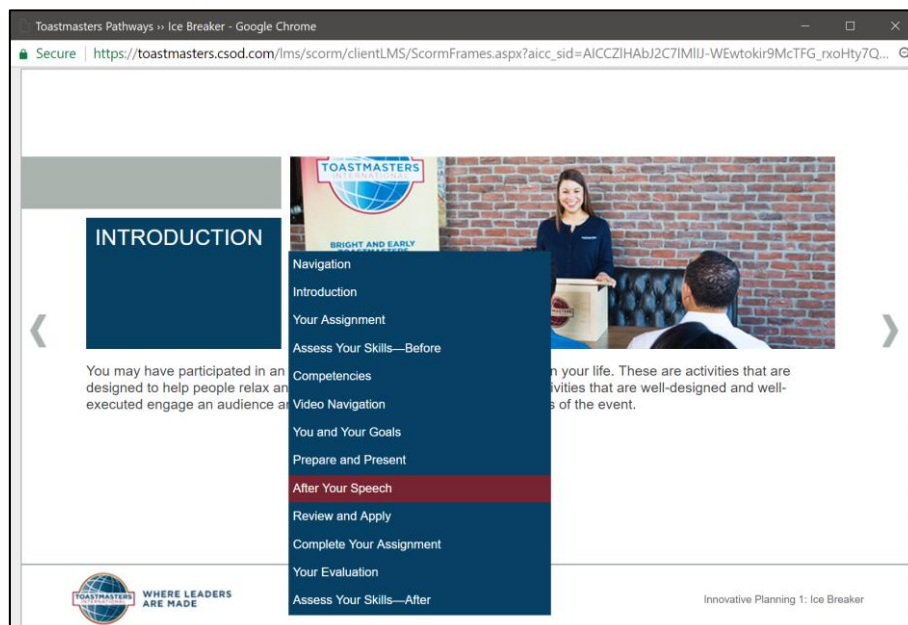 Toastmasters Pathways ›› Ice Breaker - Google Chrome
Secure | https://toastmasters.csod.com/lms/scorm/clientLMS/ScormFrames.aspx?aicc_sid=
TOASTMASTERS
INTERNATIONAL
BRIGHT AND EARLY
TOASTMASTERS
INTRODUCTION
Navigation
Introduction
Your Assignment
Assess Your Skills—Before
Competencies
Video Navigation
You and Your Goals
Prepare and Present
After Your Speech
Review and Apply
Complete Your Assignment
Your Evaluation
Assess Your Skills—After
You may have participated in an
n your life. These are activities that are
designed to help people relax an
ivities that are well-designed and well-
executed engage an audience a
s of the event.
TOASTMASTERS
INTERNATIONAL
WHERE LEADERS
ARE MADE
Innovative Planning 1: Ice Breaker